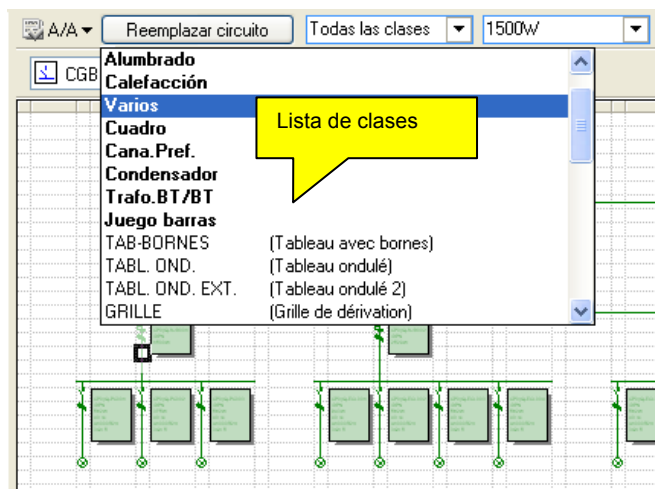 A/A Reemplazar circuito Todas las clases 1500W
CGB
Alumbrado
Calefacción
Varios
Cuadro
Cana.Pref.
Condensador
Trafo.BT/BT
Juego barras
TAB-BORNES (Tableau avec bornes)
TABL. OND. (Tableau ondulé)
TABL. OND. EXT. (Tableau ondulé 2)
GRILLE (Grille de dérivation)
Lista de clases